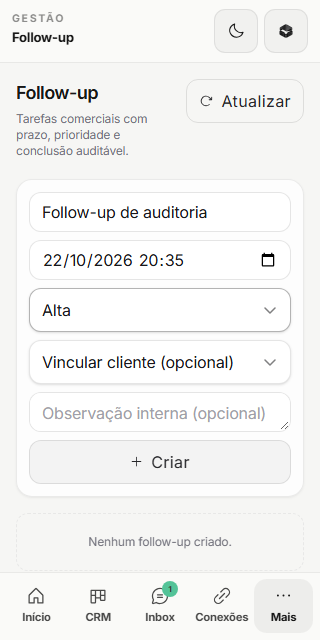 GESTÃO
Follow-up
Follow-up
Atualizar
Tarefas comerciais com
prazo, prioridade e
conclusão auditável.
Follow-up de auditoria
22/10/2026 20:35
Alta
Vincular cliente (opcional)
Observação interna (opcional)
+ Criar
Nenhum follow-up criado.
1
Início
CRM
Inbox
Conexões
Mais